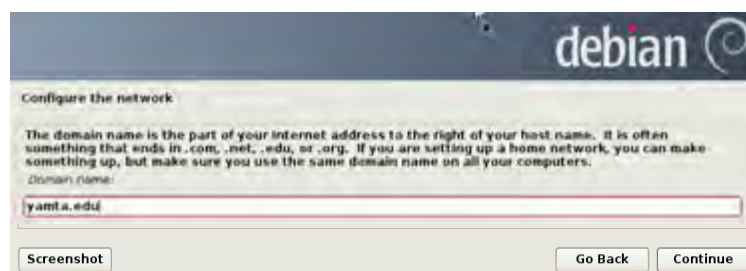 debian
Configure the network
The domain name is the part of your Internet address to the right of your host name. It is often
something that ends in .com, .net, .edu, or .org. If you are setting up a home network, you can make
something up, but make sure you use the same domain name on all your computers.
Domain name:
yamta.edu
Screenshot
Go Back
Continue